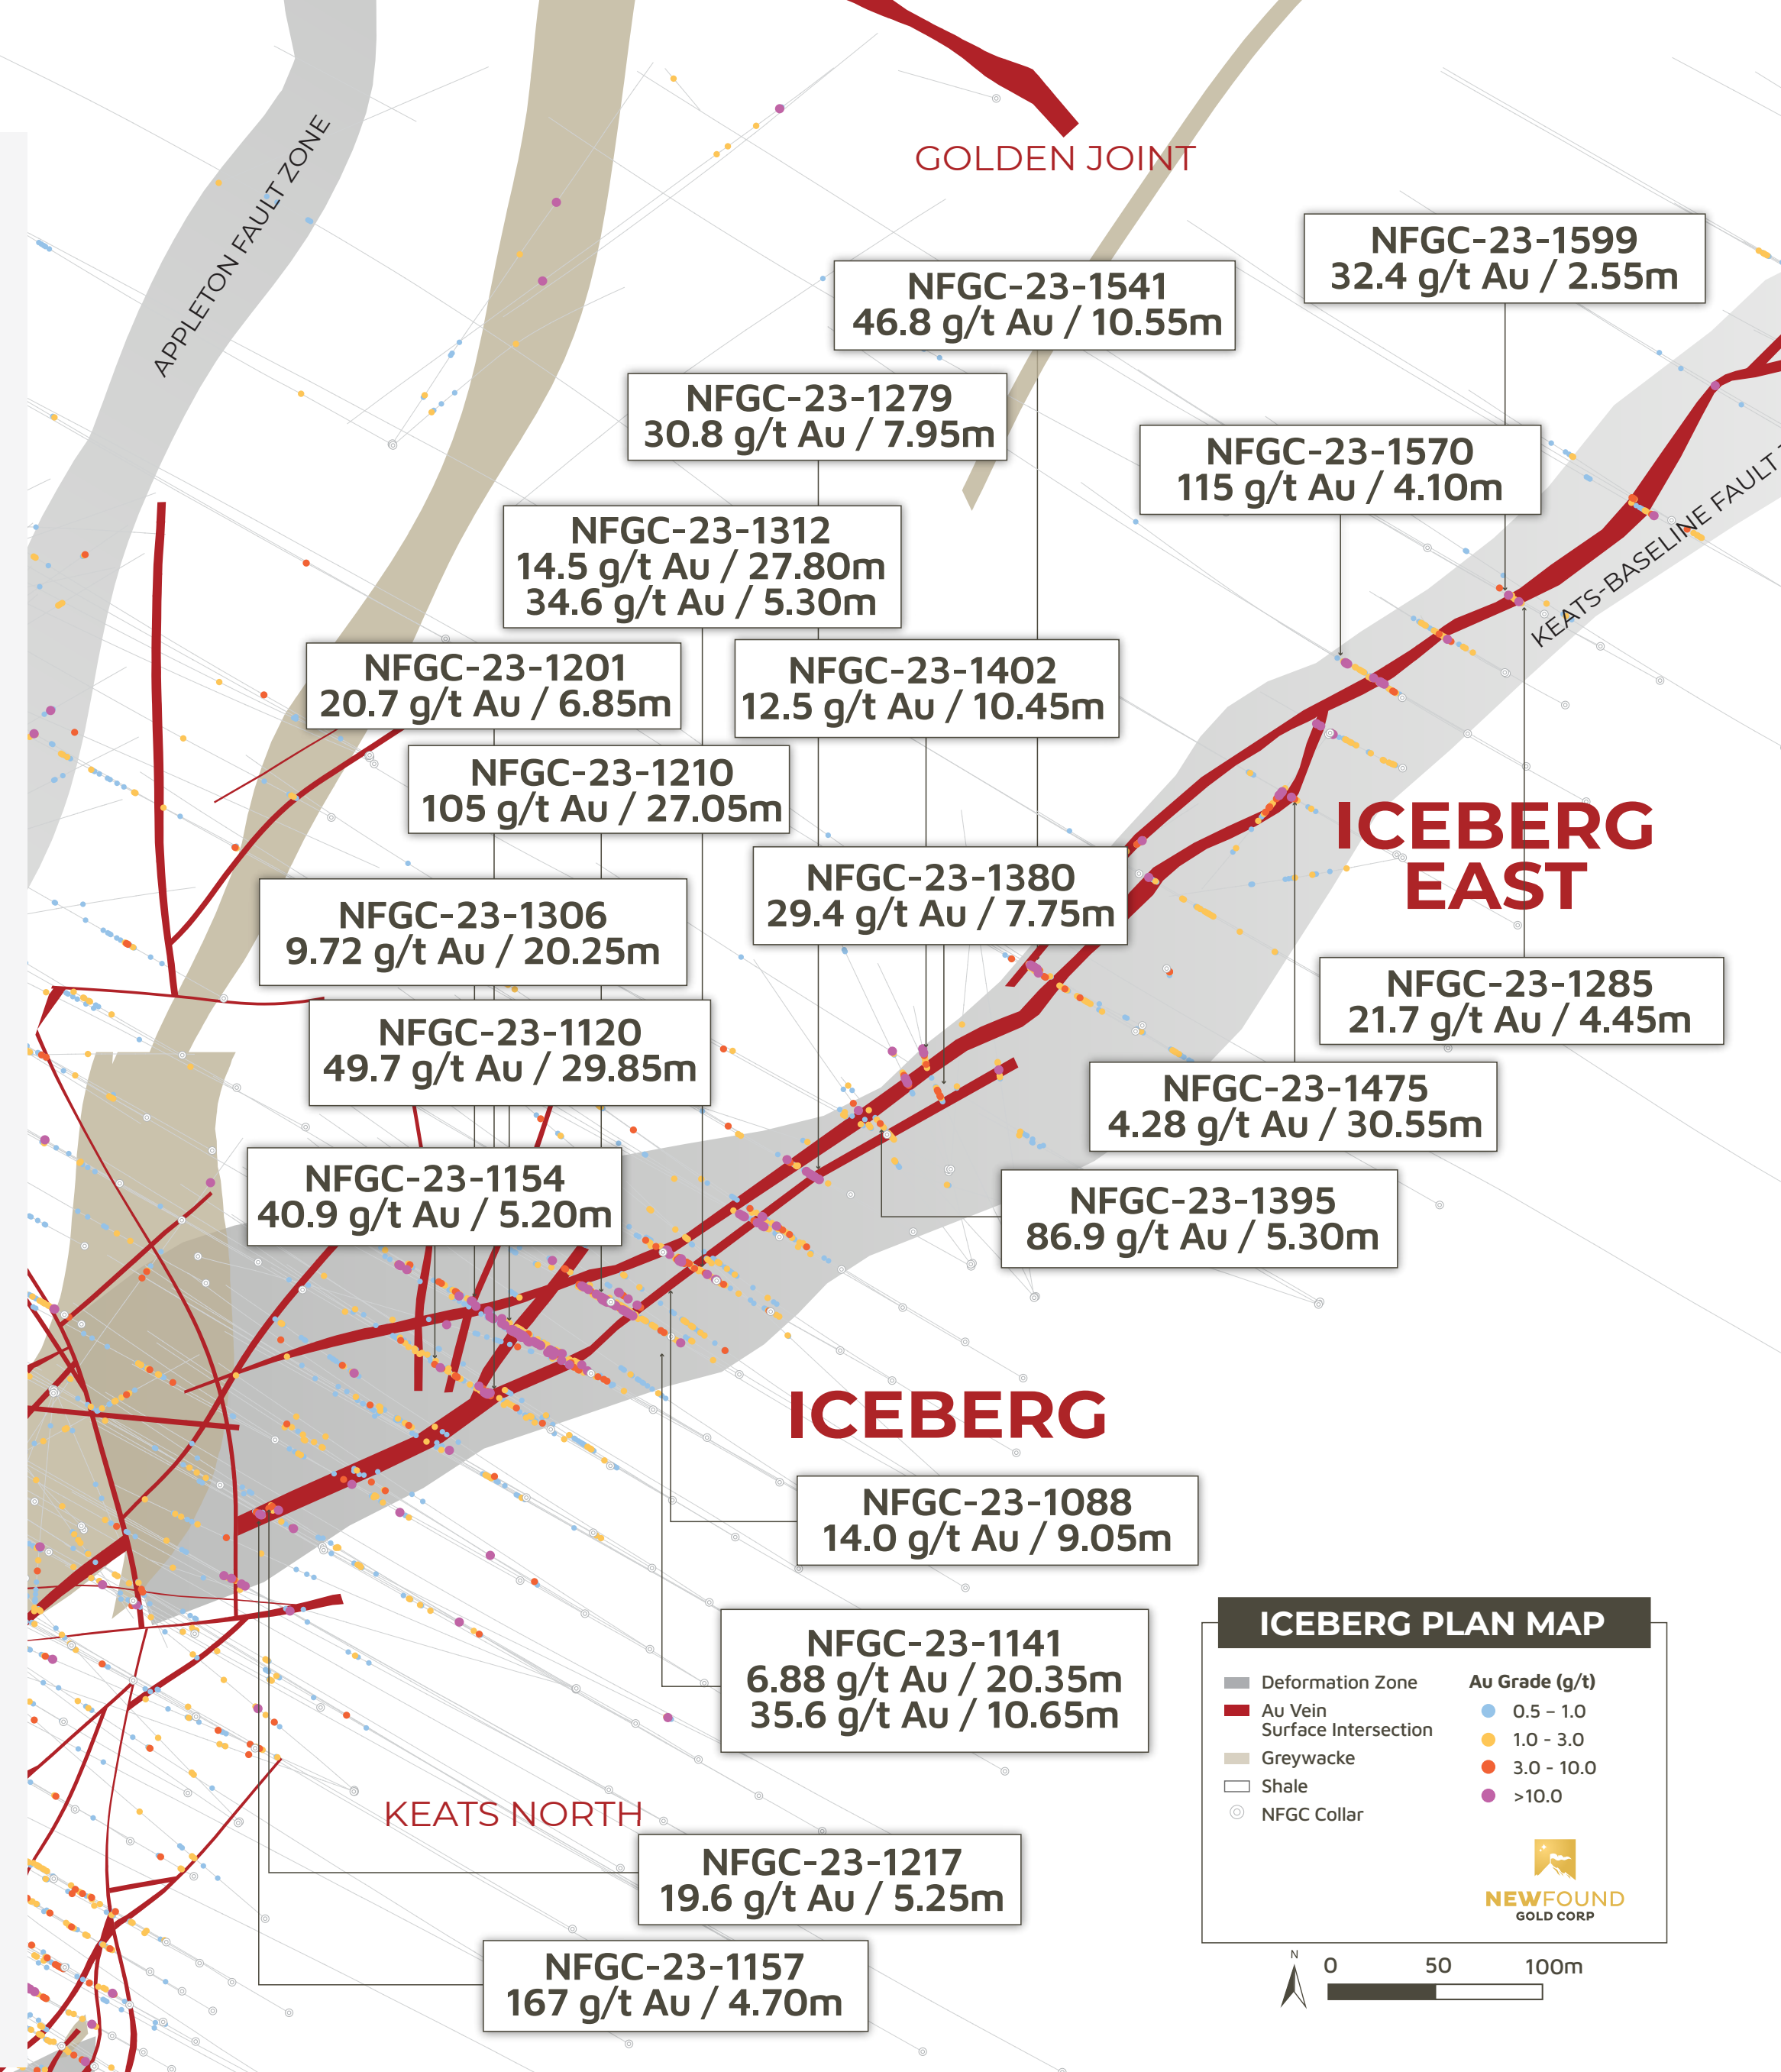 APPLETON FAULT ZONE
GOLDEN JOINT
NFGC-23-1599
32.4 g/t Au / 2.55m
NFGC-23-1541
46.8 g/t Au / 10.55m
NFGC-23-1279
30.8 g/t Au / 7.95m
NFGC-23-1570
115 g/t Au / 4.10m
KEATS-BASELINE FAULT
NFGC-23-1312
14.5 g/t Au / 27.80m
34.6 g/t Au / 5.30m
NFGC-23-1201
20.7 g/t Au / 6.85m
NFGC-23-1402
12.5 g/t Au / 10.45m
NFGC-23-1210
105 g/t Au / 27.05m
ICEBERG
EAST
NFGC-23-1380
29.4 g/t Au / 7.75m
NFGC-23-1306
9.72 g/t Au / 20.25m
NFGC-23-1285
21.7 g/t Au / 4.45m
NFGC-23-1120
49.7 g/t Au / 29.85m
NFGC-23-1475
4.28 g/t Au / 30.55m
NFGC-23-1154
40.9 g/t Au / 5.20m
NFGC-23-1395
86.9 g/t Au / 5.30m
ICEBERG
NFGC-23-1088
14.0 g/t Au / 9.05m
NFGC-23-1141
6.88 g/t Au / 20.35m
35.6 g/t Au / 10.65m
KEATS NORTH
NFGC-23-1217
19.6 g/t Au / 5.25m
NFGC-23-1157
167 g/t Au / 4.70m
ICEBERG PLAN MAP
Deformation Zone
Au Vein
Surface Intersection
Greywacke
Shale
NFGC Collar
Au Grade (g/t)
0.5 – 1.0
1.0 - 3.0
3.0 - 10.0
>10.0
NEWFOUND
GOLD CORP
N
0 50 100m